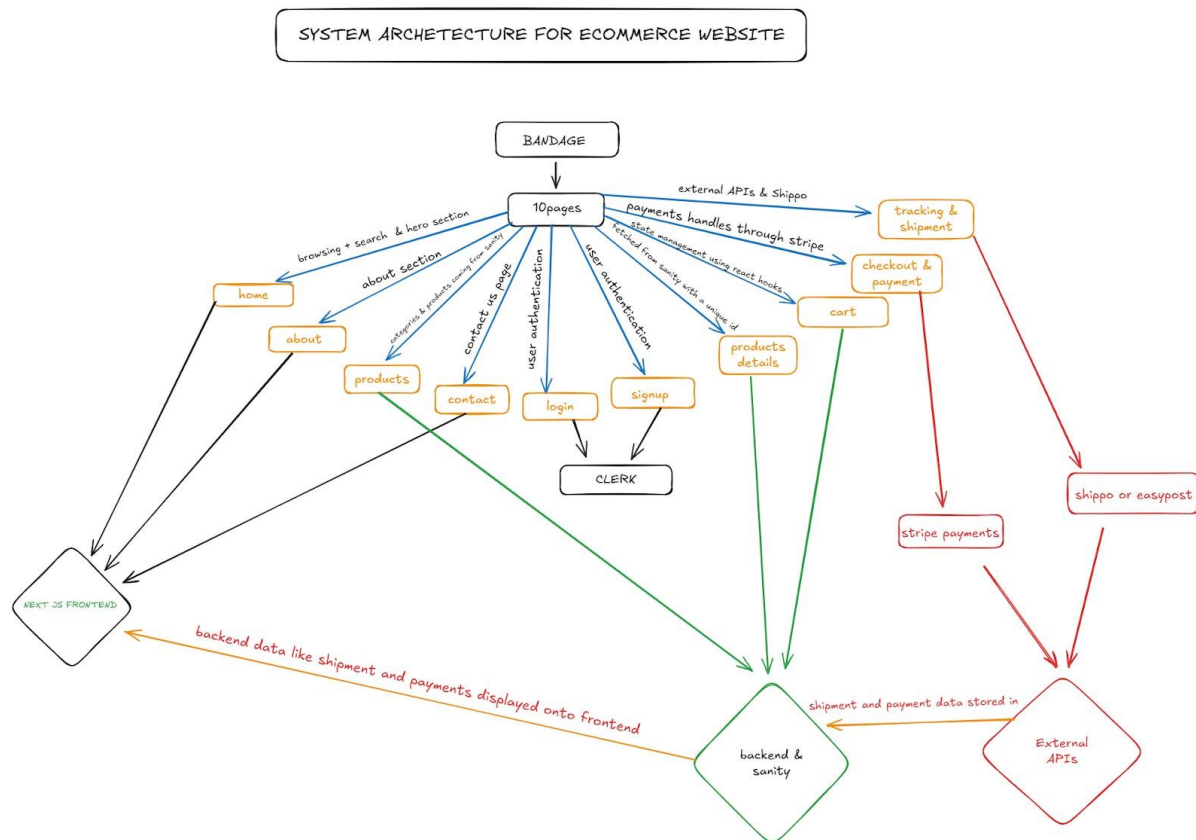 SYSTEM ARCHETECTURE FOR ECOMMERCE WEBSITE
BANDAGE
10pages
external APIs & Shippo
payments handles through stripe
state management using react hooks
fetched from sanity with a unique id
browsing + search & hero section
about section
categories & products coming from sanity
contact us page
user authentication
user authentication
tracking &
shipment
checkout &
payment
cart
home
about
products
contact
login
signup
products
details
CLERK
shippo or easypost
stripe payments
NEXT JS FRONTEND
backend data like shipment and payments displayed onto frontend
shipment and payment data stored in
backend &
sanity
External
APIs